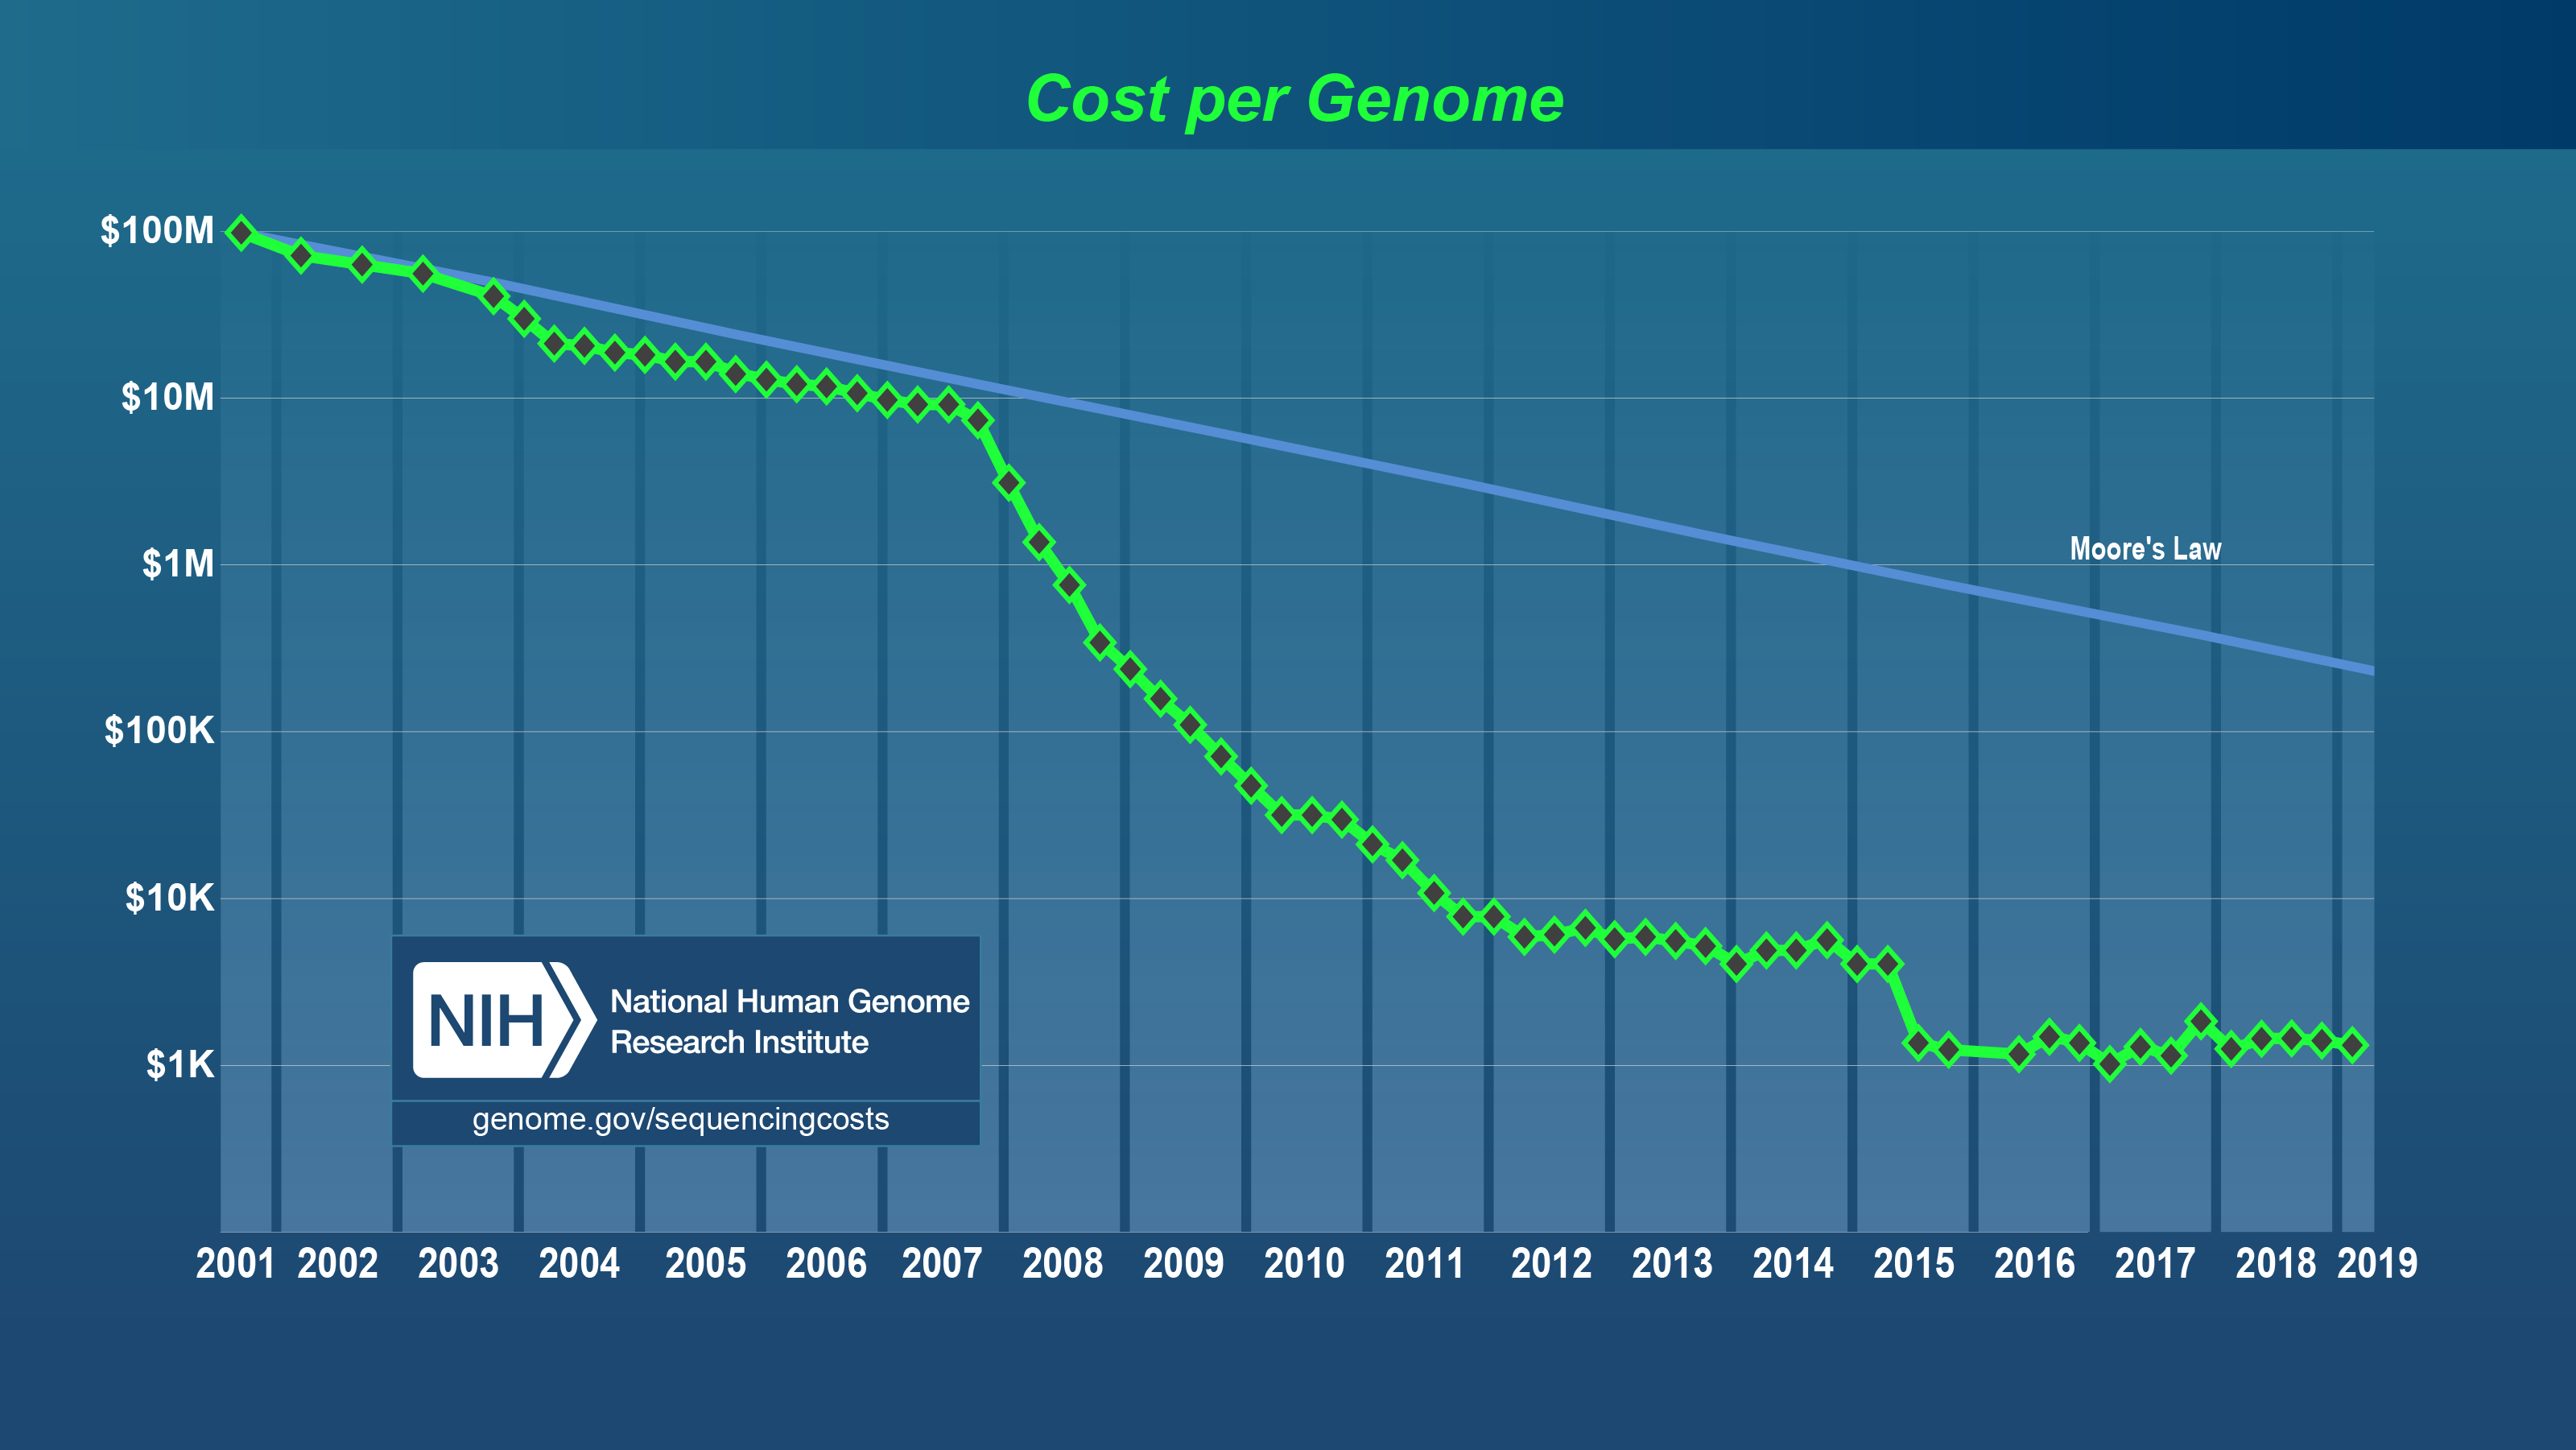 Cost per Genome
$100M
$10M
$1M
$100K
$10K
$1K
Moore's Law
NIH
National Human Genome
Research Institute
genome.gov/sequencingcosts
2001 2002 2003 2004 2005 2006 2007 2008 2009 2010 2011 2012 2013 2014 2015 2016 2017 2018 2019